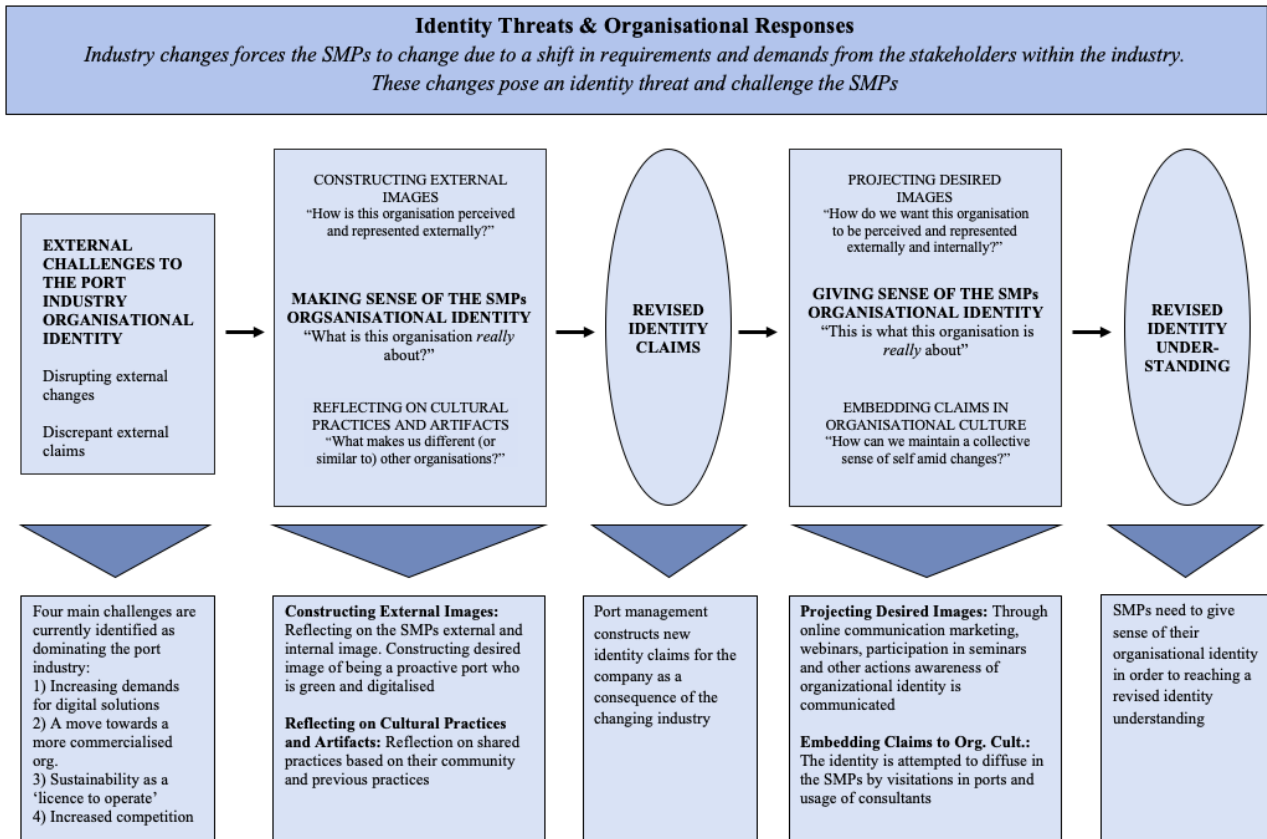 Identity Threats & Organisational Responses
Industry changes forces the SMPs to change due to a shift in requirements and demands from the stakeholders within the industry.
These changes pose an identity threat and challenge the SMPs
EXTERNAL
CHALLENGES TO
THE PORT
INDUSTRY
ORGANISATIONAL
IDENTITY
Disrupting external
changes
Discrepant external
claims
CONSTRUCTING EXTERNAL
IMAGES
“How is this organisation perceived
and represented externally?”
MAKING SENSE OF THE SMPs
ORGSANISATIONAL IDENTITY
“What is this organisation really
about?”
REFLECTING ON CULTURAL
PRACTICES AND ARTIFACTS
“What makes us different (or
similar to) other organisations?”
REVISED
IDENTITY
CLAIMS
PROJECTING DESIRED
IMAGES
“How do we want this organisation
to be perceived and represented
externally and internally?”
GIVING SENSE OF THE SMPs
ORGANISATIONAL IDENTITY
“This is what this organisation is
really about”
EMBEDDING CLAIMS IN
ORGANISATIONAL CULTURE
“How can we maintain a collective
sense of self amid changes?”
REVISED
IDENTITY
UNDER-
STANDING
Four main challenges are
currently identified as
dominating the port
industry:
1) Increasing demands
for digital solutions
2) A move towards a
more commercialised
org.
3) Sustainability as a
‘licence to operate’
4) Increased competition
Constructing External Images:
Reflecting on the SMPs external and
internal image. Constructing desired
image of being a proactive port who
is green and digitalised
Reflecting on Cultural Practices
and Artifacts: Reflection on shared
practices based on their community
and previous practices
Port management
constructs new
identity claims for the
company as a
consequence of the
changing industry
Projecting Desired Images: Through
online communication marketing,
webinars, participation in seminars
and other actions awareness of
organizational identity is
communicated
Embedding Claims to Org. Cult.:
The identity is attempted to diffuse in
the SMPs by visitations in ports and
usage of consultants
SMPs need to give
sense of their
organisational identity
in order to reaching a
revised identity
understanding